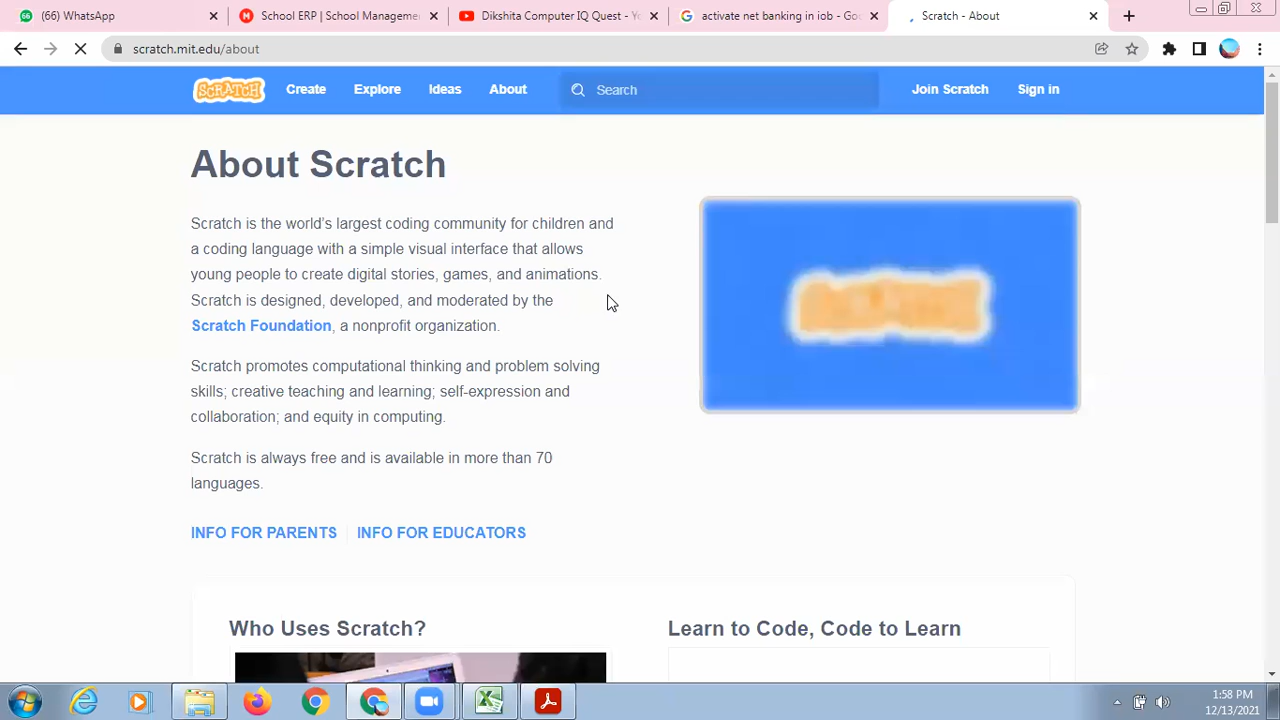 (66) WhatsApp
School ERP | School Managemen
Dikshita Computer IQ Quest - Yo
activate net banking in iob - Goo
Scratch - About
scratch.mit.edu/about
SCRATCH
Create
Explore
Ideas
About
Search
Join Scratch
Sign in
About Scratch
Scratch is the world's largest coding community for children and
a coding language with a simple visual interface that allows
young people to create digital stories, games, and animations.
Scratch is designed, developed, and moderated by the
Scratch Foundation, a nonprofit organization.
Scratch promotes computational thinking and problem solving
skills; creative teaching and learning; self-expression and
collaboration; and equity in computing.
Scratch is always free and is available in more than 70
languages.
INFO FOR PARENTS
INFO FOR EDUCATORS
Who Uses Scratch?
Learn to Code, Code to Learn
1:58 PM
12/13/2021